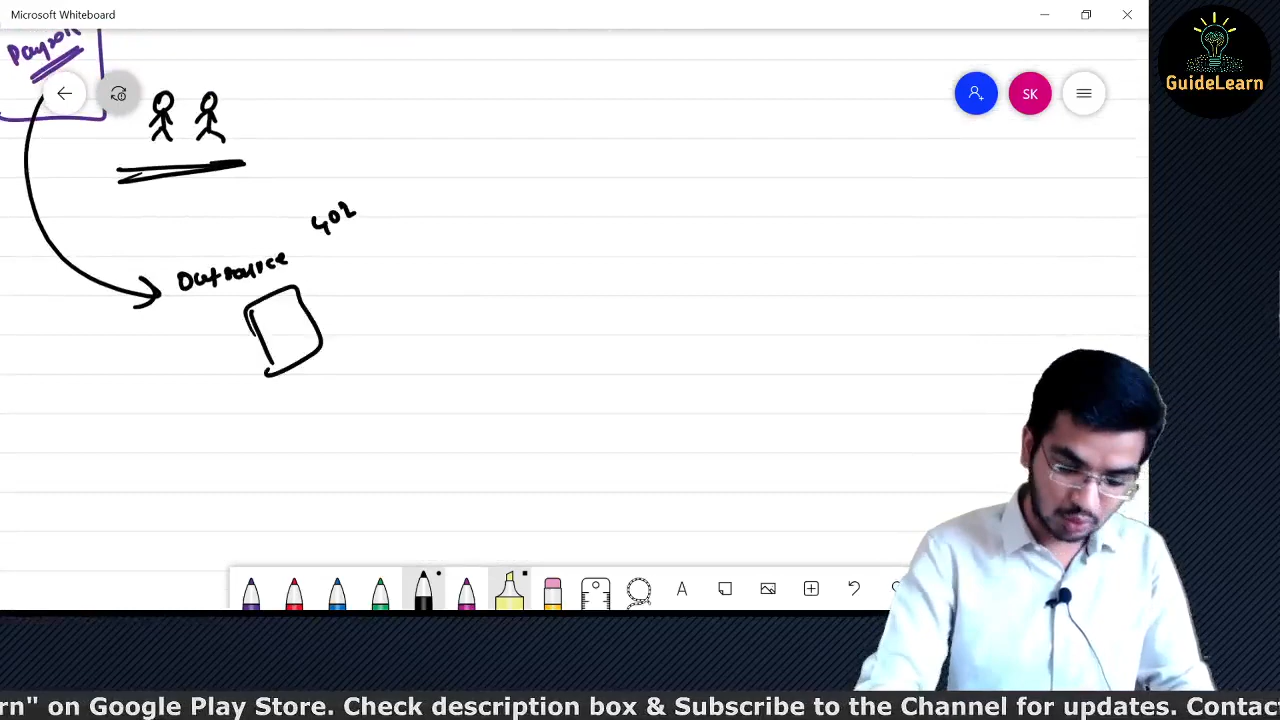 Microsoft Whiteboard
Payroll
SK
GuideLearn
402
Outsource
A
rn" on Google Play Store. Check description box & Subscribe to the Channel for updates. Contac